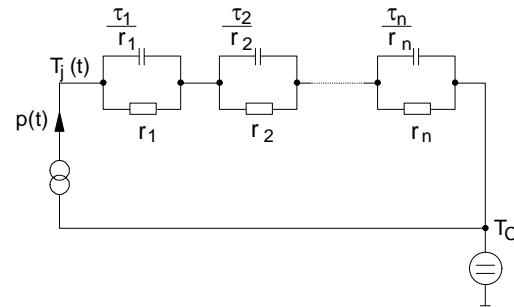 τ1 τ2 τn
r1 r2 rn
Tj (t)
r1 r2 rn
p(t)
TC